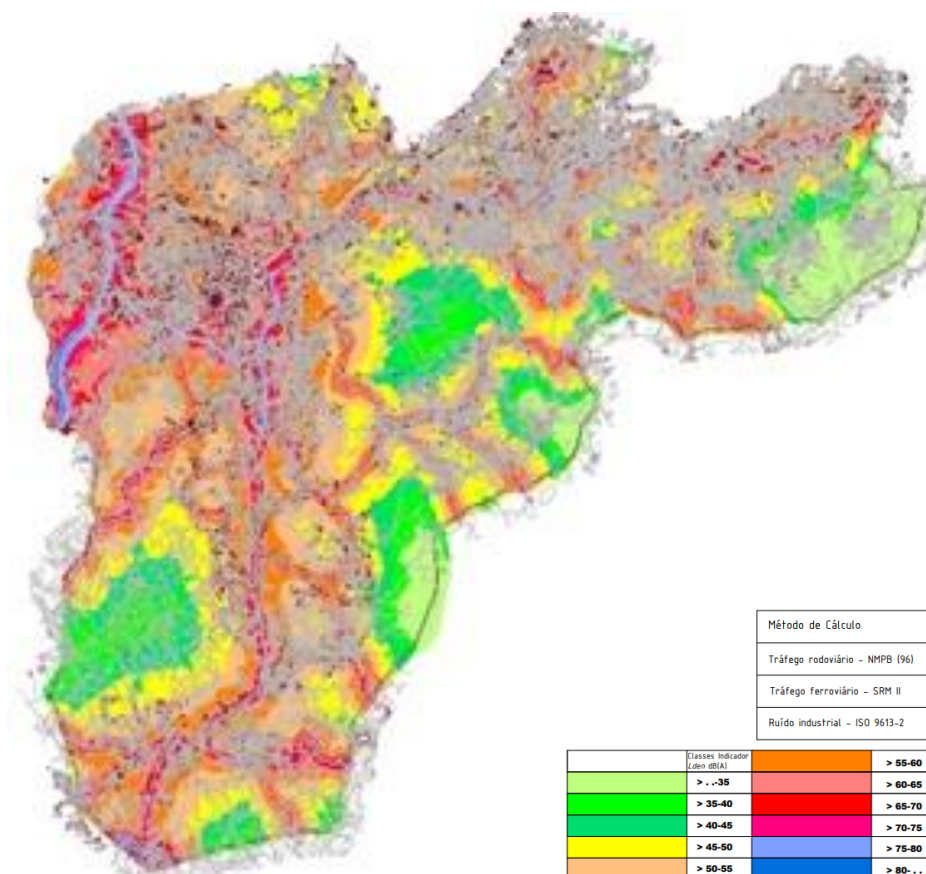 Método de Cálculo
Tráfego rodoviário - NMPB (96)
Tráfego ferroviário - SRM II
Ruído industrial - ISO 9613-2
Classes Indicador
Lden dB(A)
> 55-60
> . .-35
> 60-65
> 35-40
> 65-70
> 40-45
> 70-75
> 45-50
> 75-80
> 50-55
> 80- . .